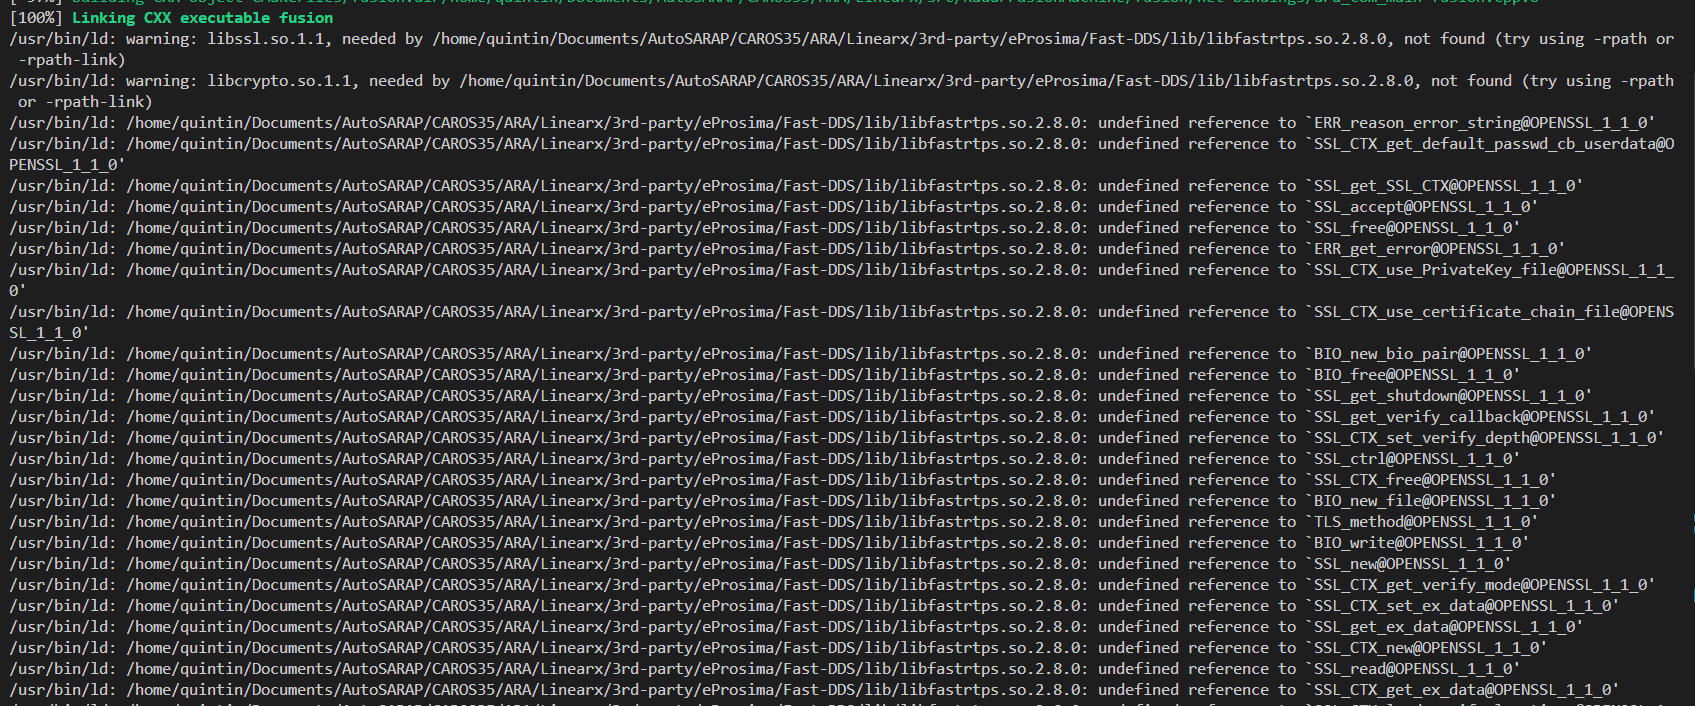 [100%] Linking CXX executable fusion
/usr/bin/ld: warning: libssl.so.1.1, needed by /home/quintin/Documents/AutoSARAP/CAROS35/ARA/Linearx/3rd-party/eProsima/Fast-DDS/lib/libfastrtps.so.2.8.0, not found (try using -rpath or
-rpath-link)
/usr/bin/ld: warning: libcrypto.so.1.1, needed by /home/quintin/Documents/AutoSARAP/CAROS35/ARA/Linearx/3rd-party/eProsima/Fast-DDS/lib/libfastrtps.so.2.8.0, not found (try using -rpath
or -rpath-link)
/usr/bin/ld: /home/quintin/Documents/AutoSARAP/CAROS35/ARA/Linearx/3rd-party/eProsima/Fast-DDS/lib/libfastrtps.so.2.8.0: undefined reference to `ERR_reason_error_string@OPENSSL_1_1_0'
/usr/bin/ld: /home/quintin/Documents/AutoSARAP/CAROS35/ARA/Linearx/3rd-party/eProsima/Fast-DDS/lib/libfastrtps.so.2.8.0: undefined reference to `SSL_CTX_get_default_passwd_cb_userdata@O
PENSSL_1_1_0'
/usr/bin/ld: /home/quintin/Documents/AutoSARAP/CAROS35/ARA/Linearx/3rd-party/eProsima/Fast-DDS/lib/libfastrtps.so.2.8.0: undefined reference to `SSL_get_SSL_CTX@OPENSSL_1_1_0'
/usr/bin/ld: /home/quintin/Documents/AutoSARAP/CAROS35/ARA/Linearx/3rd-party/eProsima/Fast-DDS/lib/libfastrtps.so.2.8.0: undefined reference to `SSL_accept@OPENSSL_1_1_0'
/usr/bin/ld: /home/quintin/Documents/AutoSARAP/CAROS35/ARA/Linearx/3rd-party/eProsima/Fast-DDS/lib/libfastrtps.so.2.8.0: undefined reference to `SSL_free@OPENSSL_1_1_0'
/usr/bin/ld: /home/quintin/Documents/AutoSARAP/CAROS35/ARA/Linearx/3rd-party/eProsima/Fast-DDS/lib/libfastrtps.so.2.8.0: undefined reference to `ERR_get_error@OPENSSL_1_1_0'
/usr/bin/ld: /home/quintin/Documents/AutoSARAP/CAROS35/ARA/Linearx/3rd-party/eProsima/Fast-DDS/lib/libfastrtps.so.2.8.0: undefined reference to `SSL_CTX_use_PrivateKey_file@OPENSSL_1_1_
0'
/usr/bin/ld: /home/quintin/Documents/AutoSARAP/CAROS35/ARA/Linearx/3rd-party/eProsima/Fast-DDS/lib/libfastrtps.so.2.8.0: undefined reference to `SSL_CTX_use_certificate_chain_file@OPENS
SL_1_1_0'
/usr/bin/ld: /home/quintin/Documents/AutoSARAP/CAROS35/ARA/Linearx/3rd-party/eProsima/Fast-DDS/lib/libfastrtps.so.2.8.0: undefined reference to `BIO_new_bio_pair@OPENSSL_1_1_0'
/usr/bin/ld: /home/quintin/Documents/AutoSARAP/CAROS35/ARA/Linearx/3rd-party/eProsima/Fast-DDS/lib/libfastrtps.so.2.8.0: undefined reference to `BIO_free@OPENSSL_1_1_0'
/usr/bin/ld: /home/quintin/Documents/AutoSARAP/CAROS35/ARA/Linearx/3rd-party/eProsima/Fast-DDS/lib/libfastrtps.so.2.8.0: undefined reference to `SSL_get_shutdown@OPENSSL_1_1_0'
/usr/bin/ld: /home/quintin/Documents/AutoSARAP/CAROS35/ARA/Linearx/3rd-party/eProsima/Fast-DDS/lib/libfastrtps.so.2.8.0: undefined reference to `SSL_get_verify_callback@OPENSSL_1_1_0'
/usr/bin/ld: /home/quintin/Documents/AutoSARAP/CAROS35/ARA/Linearx/3rd-party/eProsima/Fast-DDS/lib/libfastrtps.so.2.8.0: undefined reference to `SSL_CTX_set_verify_depth@OPENSSL_1_1_0'
/usr/bin/ld: /home/quintin/Documents/AutoSARAP/CAROS35/ARA/Linearx/3rd-party/eProsima/Fast-DDS/lib/libfastrtps.so.2.8.0: undefined reference to `SSL_ctrl@OPENSSL_1_1_0'
/usr/bin/ld: /home/quintin/Documents/AutoSARAP/CAROS35/ARA/Linearx/3rd-party/eProsima/Fast-DDS/lib/libfastrtps.so.2.8.0: undefined reference to `SSL_CTX_free@OPENSSL_1_1_0'
/usr/bin/ld: /home/quintin/Documents/AutoSARAP/CAROS35/ARA/Linearx/3rd-party/eProsima/Fast-DDS/lib/libfastrtps.so.2.8.0: undefined reference to `BIO_new_file@OPENSSL_1_1_0'
/usr/bin/ld: /home/quintin/Documents/AutoSARAP/CAROS35/ARA/Linearx/3rd-party/eProsima/Fast-DDS/lib/libfastrtps.so.2.8.0: undefined reference to `TLS_method@OPENSSL_1_1_0'
/usr/bin/ld: /home/quintin/Documents/AutoSARAP/CAROS35/ARA/Linearx/3rd-party/eProsima/Fast-DDS/lib/libfastrtps.so.2.8.0: undefined reference to `BIO_write@OPENSSL_1_1_0'
/usr/bin/ld: /home/quintin/Documents/AutoSARAP/CAROS35/ARA/Linearx/3rd-party/eProsima/Fast-DDS/lib/libfastrtps.so.2.8.0: undefined reference to `SSL_new@OPENSSL_1_1_0'
/usr/bin/ld: /home/quintin/Documents/AutoSARAP/CAROS35/ARA/Linearx/3rd-party/eProsima/Fast-DDS/lib/libfastrtps.so.2.8.0: undefined reference to `SSL_CTX_get_verify_mode@OPENSSL_1_1_0'
/usr/bin/ld: /home/quintin/Documents/AutoSARAP/CAROS35/ARA/Linearx/3rd-party/eProsima/Fast-DDS/lib/libfastrtps.so.2.8.0: undefined reference to `SSL_CTX_set_ex_data@OPENSSL_1_1_0'
/usr/bin/ld: /home/quintin/Documents/AutoSARAP/CAROS35/ARA/Linearx/3rd-party/eProsima/Fast-DDS/lib/libfastrtps.so.2.8.0: undefined reference to `SSL_get_ex_data@OPENSSL_1_1_0'
/usr/bin/ld: /home/quintin/Documents/AutoSARAP/CAROS35/ARA/Linearx/3rd-party/eProsima/Fast-DDS/lib/libfastrtps.so.2.8.0: undefined reference to `SSL_CTX_new@OPENSSL_1_1_0'
/usr/bin/ld: /home/quintin/Documents/AutoSARAP/CAROS35/ARA/Linearx/3rd-party/eProsima/Fast-DDS/lib/libfastrtps.so.2.8.0: undefined reference to `SSL_read@OPENSSL_1_1_0'
/usr/bin/ld: /home/quintin/Documents/AutoSARAP/CAROS35/ARA/Linearx/3rd-party/eProsima/Fast-DDS/lib/libfastrtps.so.2.8.0: undefined reference to `SSL_CTX_get_ex_data@OPENSSL_1_1_0'